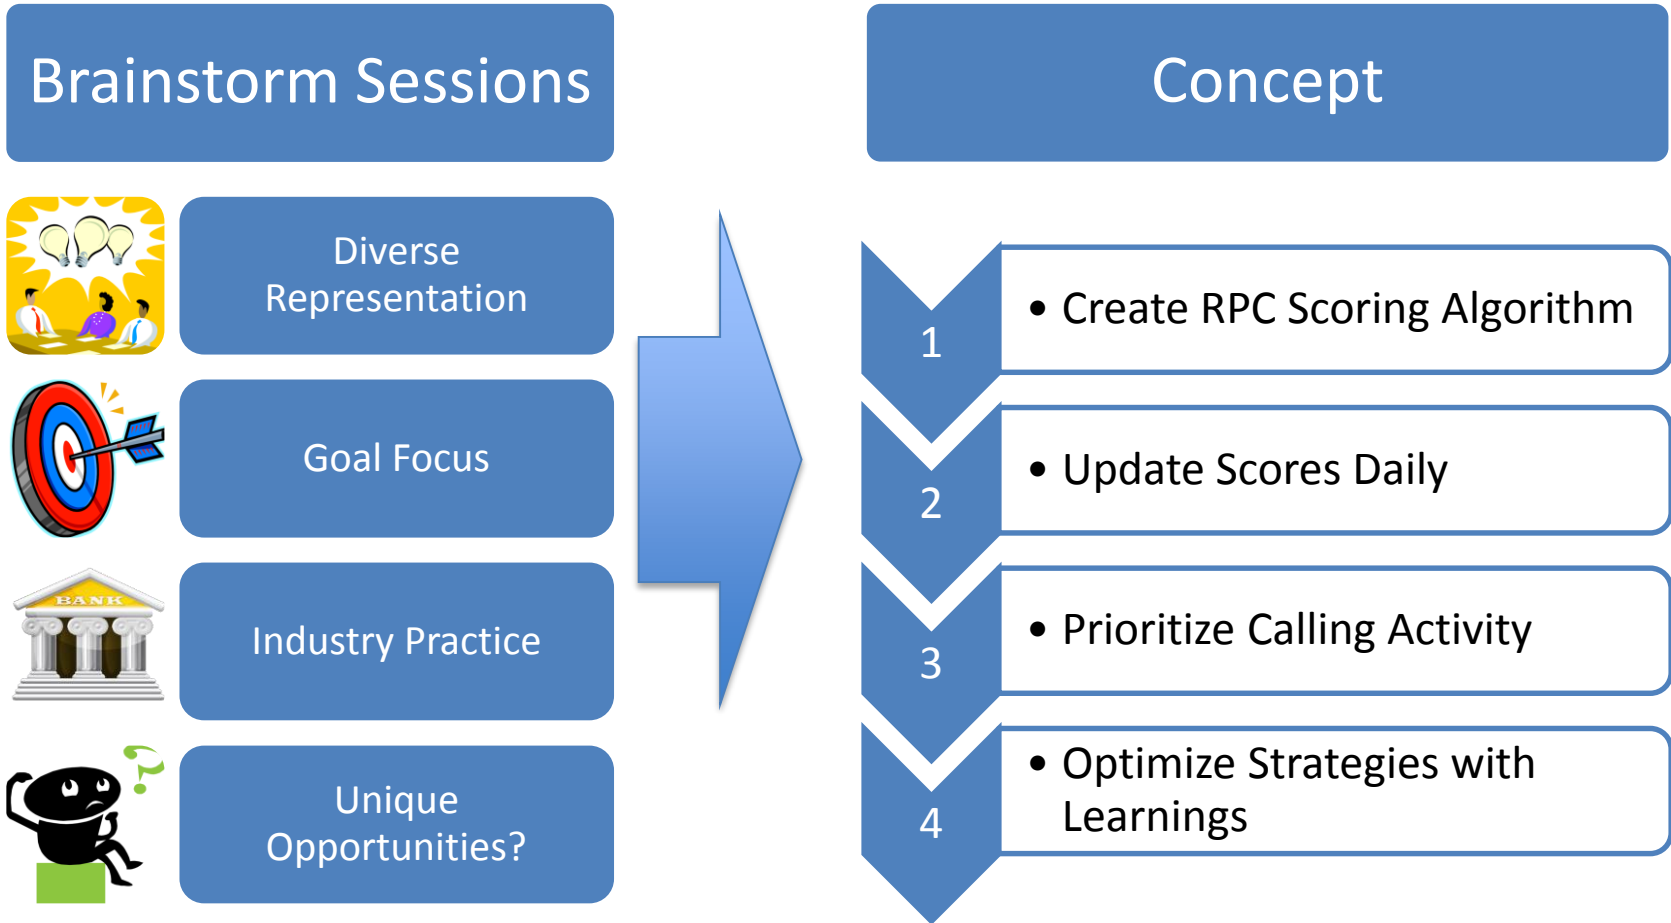 Brainstorm Sessions
Diverse
Representation
Goal Focus
BANK
Industry Practice
Unique
Opportunities?
?
Concept
1
• Create RPC Scoring Algorithm
2
• Update Scores Daily
3
• Prioritize Calling Activity
4
• Optimize Strategies with
Learnings